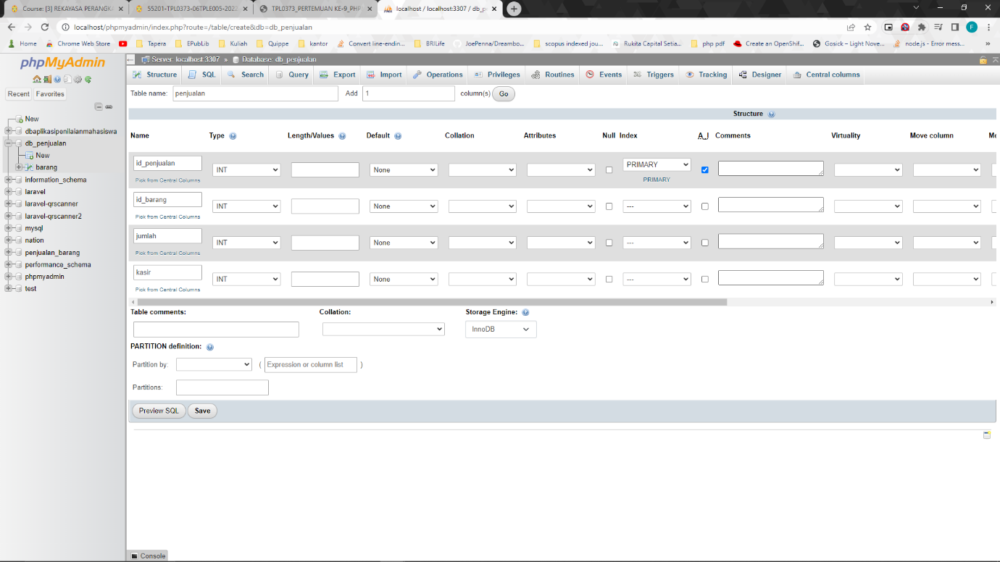 Course: [3] REKAYASA PERANGKA
55201-TPL0373-06TPLE005-2022
TPL0373_PERTEMUAN KE-9_PHP
localhost / localhost:3307 / db_p
localhost/phpmyadmin/index.php?route=/table/create&db=db_penjualan
F
Home Chrome Web Store Tapera EPubLib Kuliah Quippe kantor Convert line-endin... BRILife JoePenna/Dreambo... scopus indexed jou... Rukita Capital Setia... php pdf Create an OpenShif... Gosick – Light Nove... node.js - Error mess... »
phpMyAdmin
Recent Favorites
New
dbaplikasipenilaianmahasiswa
db_penjualan
New
barang
information_schema
laravel
laravel-qrscanner
laravel-qrscanner2
mysql
nation
penjualan_barang
performance_schema
phpmyadmin
test
Server: localhost:3307 » Database: db_penjualan
Structure SQL Search Query Export Import Operations Privileges Routines Events Triggers Tracking Designer Central columns
Table name: penjualan Add 1 column(s) Go
Structure
Name Type Length/Values Default Collation Attributes Null Index A_I Comments Virtuality Move column Me
id_penjualan INT None PRIMARY
Pick from Central Columns PRIMARY
id_barang INT None ---
Pick from Central Columns
jumlah INT None ---
Pick from Central Columns
kasir INT None ---
Pick from Central Columns
Table comments: Collation: Storage Engine:
InnoDB
PARTITION definition:
Partition by: ( Expression or column list )
Partitions:
Preview SQL Save
Console